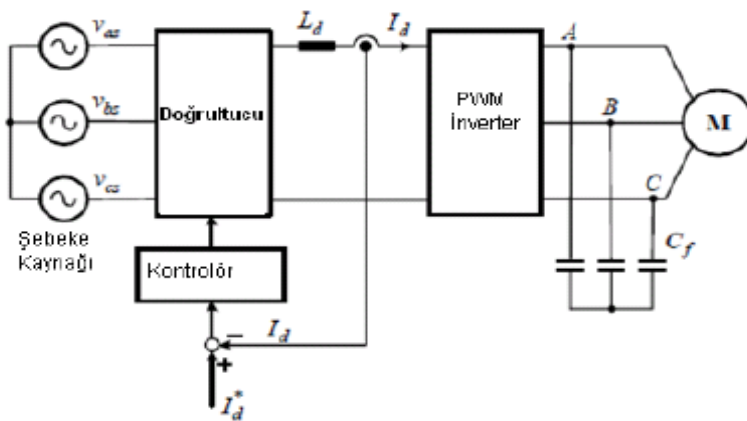 v_as
L_d
I_d
A
Doğrultucu
PWM
İnverter
v_bs
B
M
v_cs
C
Şebeke
Kaynağı
C_f
Kontrolör
−
I_d
+
I_d^*